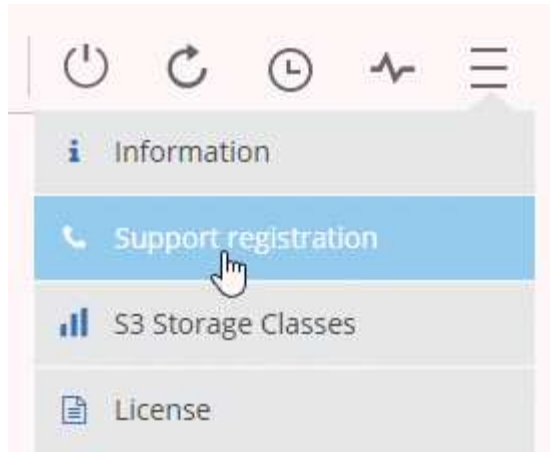 Information
Support registration
S3 Storage Classes
License